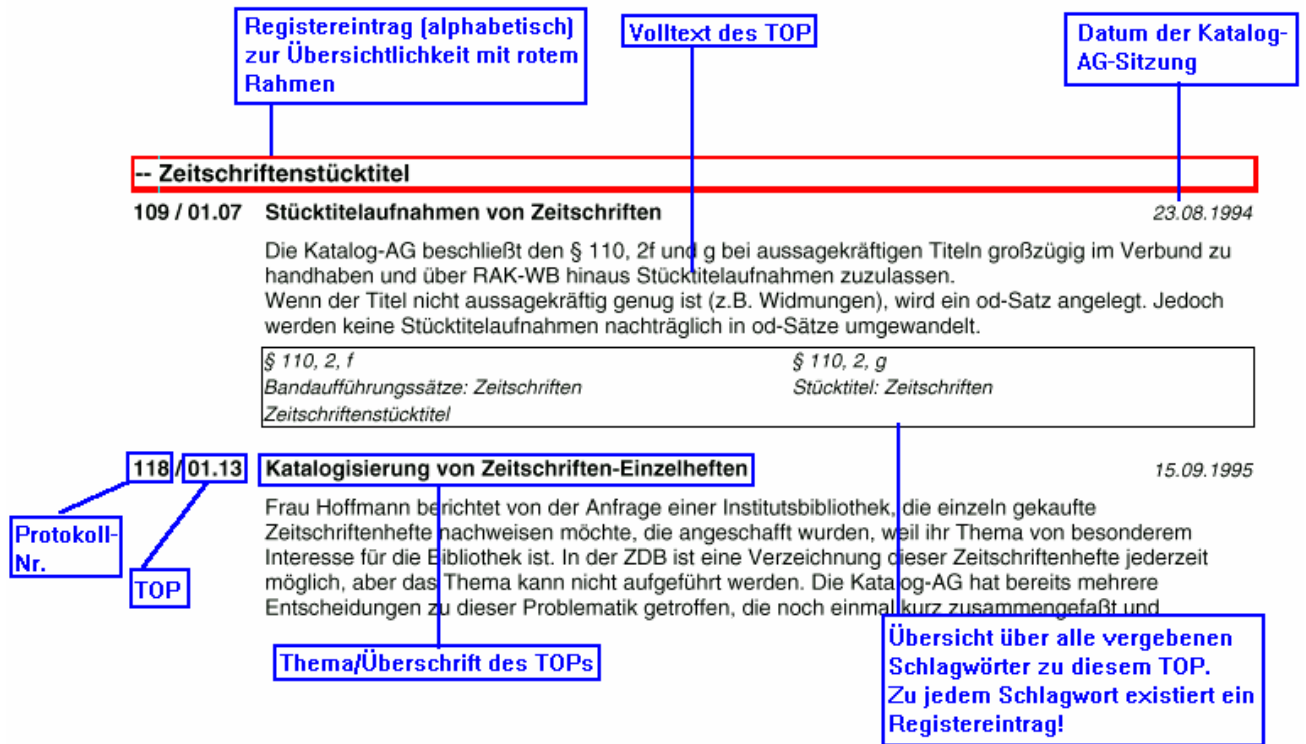 Registereintrag (alphabetisch)
zur Übersichtlichkeit mit rotem
Rahmen
Volltext des TOP
Datum der Katalog-
AG-Sitzung
-- Zeitschriftenstücktitel
109 / 01.07 Stücktitelaufnahmen von Zeitschriften 23.08.1994
Die Katalog-AG beschließt den § 110, 2f und g bei aussagekräftigen Titeln großzügig im Verbund zu
handhaben und über RAK-WB hinaus Stücktitelaufnahmen zuzulassen.
Wenn der Titel nicht aussagekräftig genug ist (z.B. Widmungen), wird ein od-Satz angelegt. Jedoch
werden keine Stücktitelaufnahmen nachträglich in od-Sätze umgewandelt.
§ 110, 2, f § 110, 2, g
Bandaufführungssätze: Zeitschriften Stücktitel: Zeitschriften
Zeitschriftenstücktitel
118 / 01.13 Katalogisierung von Zeitschriften-Einzelheften 15.09.1995
Frau Hoffmann berichtet von der Anfrage einer Institutsbibliothek, die einzeln gekaufte
Zeitschriftenhefte nachweisen möchte, die angeschafft wurden, weil ihr Thema von besonderem
Interesse für die Bibliothek ist. In der ZDB ist eine Verzeichnung dieser Zeitschriftenhefte jederzeit
möglich, aber das Thema kann nicht aufgeführt werden. Die Katalog-AG hat bereits mehrere
Entscheidungen zu dieser Problematik getroffen, die noch einmal kurz zusammengefaßt und
Protokoll-
Nr.
TOP
Thema/Überschrift des TOPs
Übersicht über alle vergebenen
Schlagwörter zu diesem TOP.
Zu jedem Schlagwort existiert ein
Registereintrag!